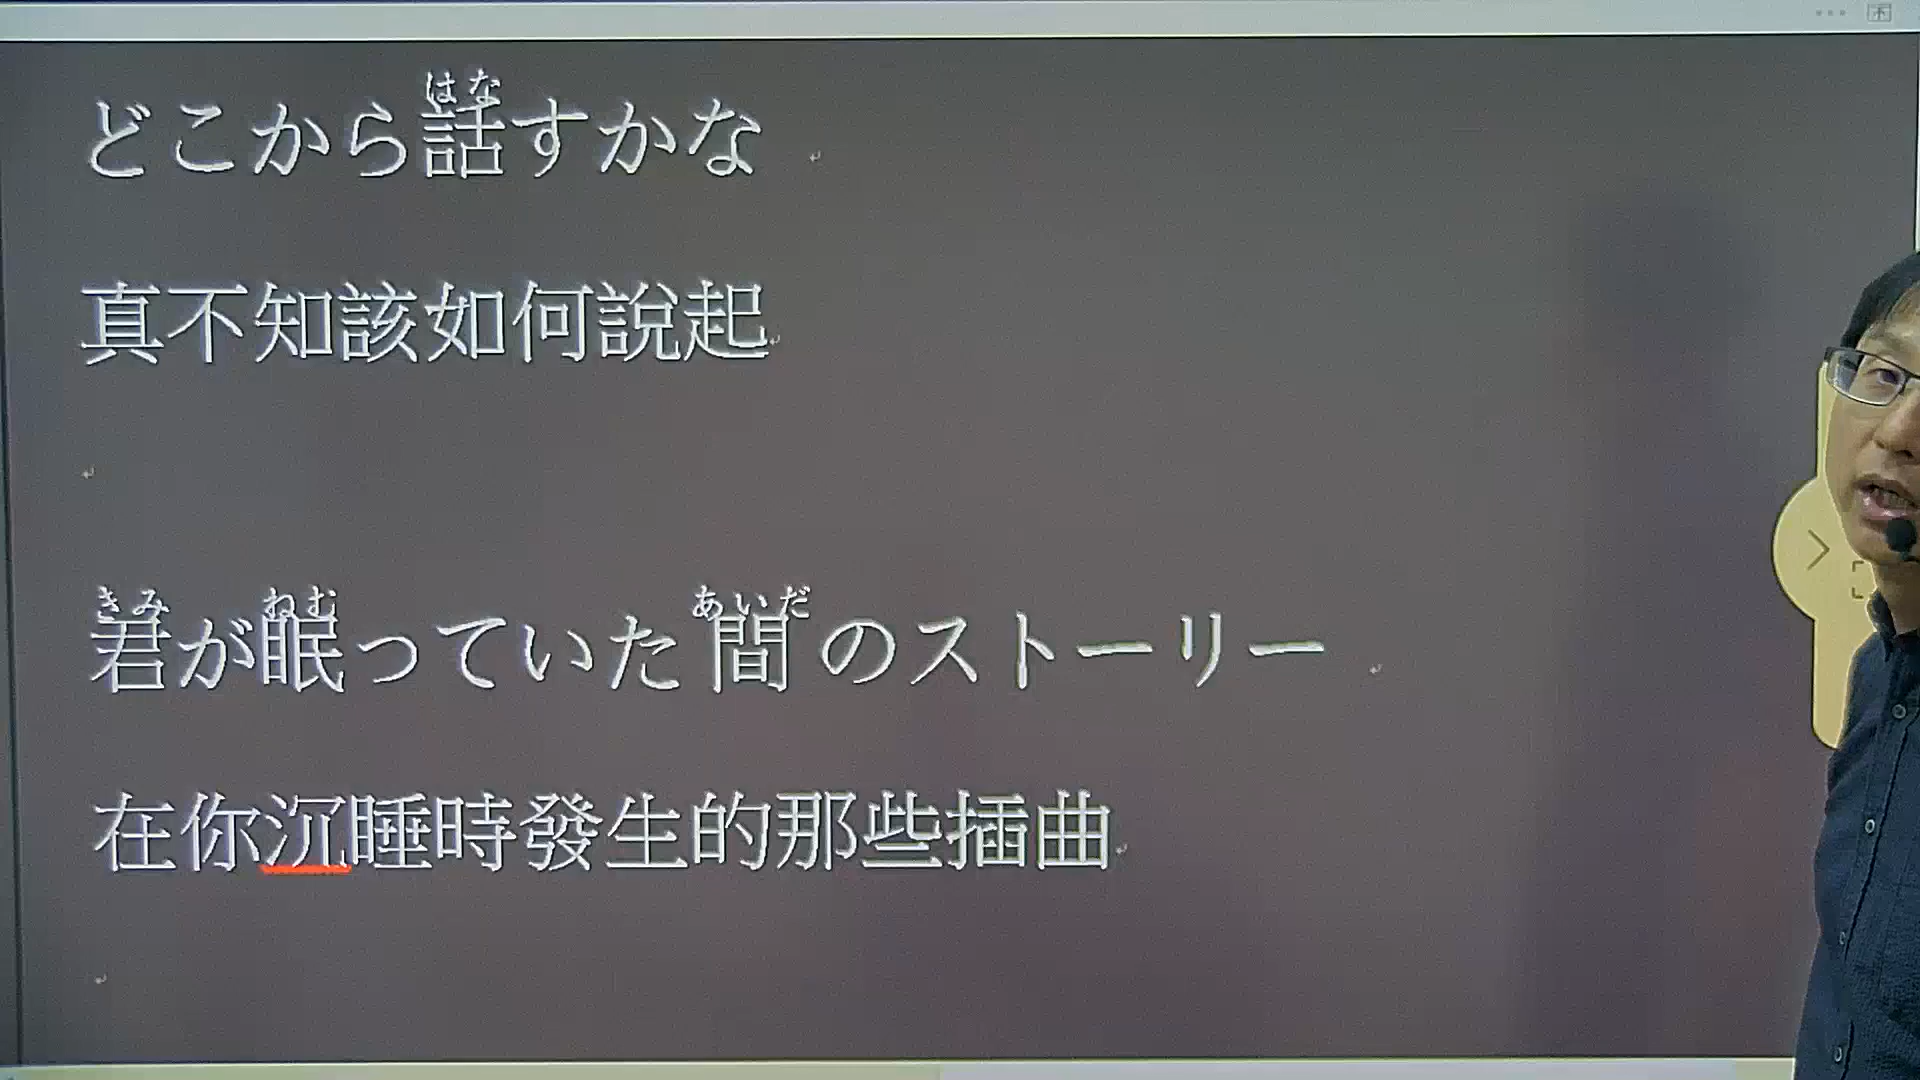 はな
どこから話すかな
真不知該如何說起
きみ ねむ あいだ
君が眠っていた間のストーリー
在你沉睡時發生的那些插曲